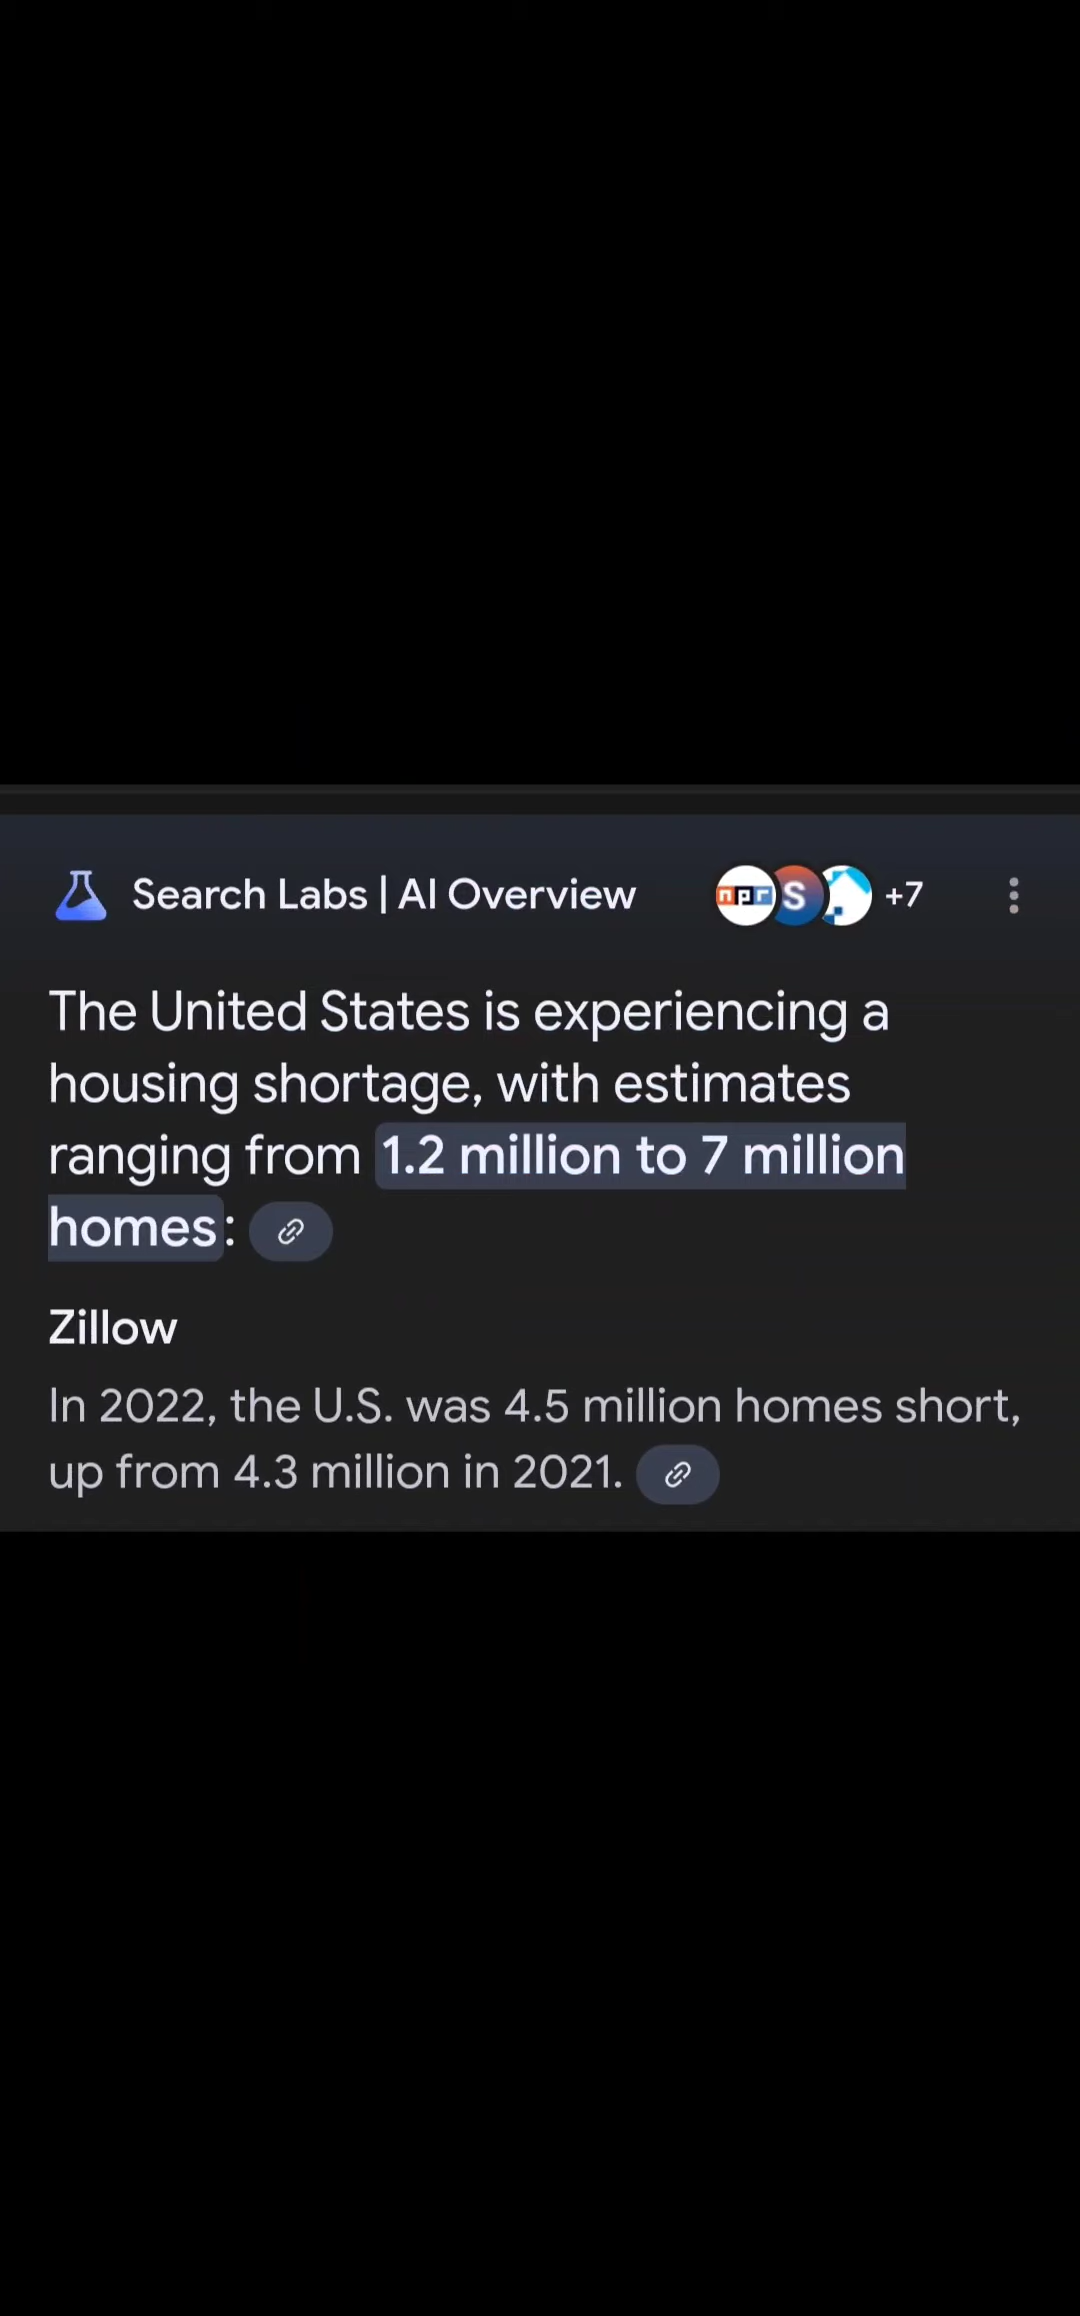 Search Labs | AI Overview
npr S +7
The United States is experiencing a
housing shortage, with estimates
ranging from 1.2 million to 7 million
homes:
Zillow
In 2022, the U.S. was 4.5 million homes short,
up from 4.3 million in 2021.